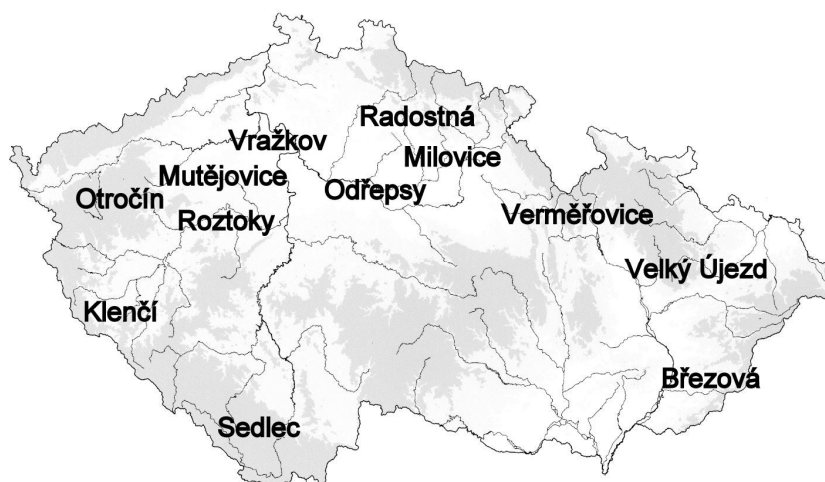 Radostná
Vražkov
Milovice
Mutějovice
Odřepsy
Otročín
Roztoky
Verměřovice
Velký Újezd
Klenčí
Březová
Sedlec